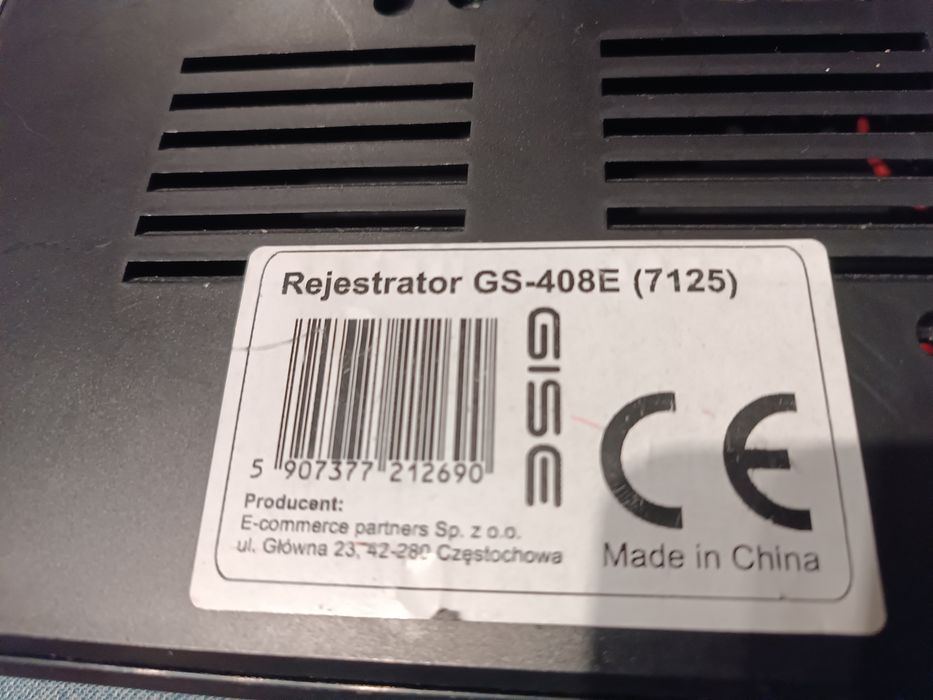 Rejestrator GS-408E (7125)
GISE
5 907377 212690
CE
Producent:
E-commerce partners Sp. z o.o.
ul. Główna 23, 42-280 Częstochowa
Made in China